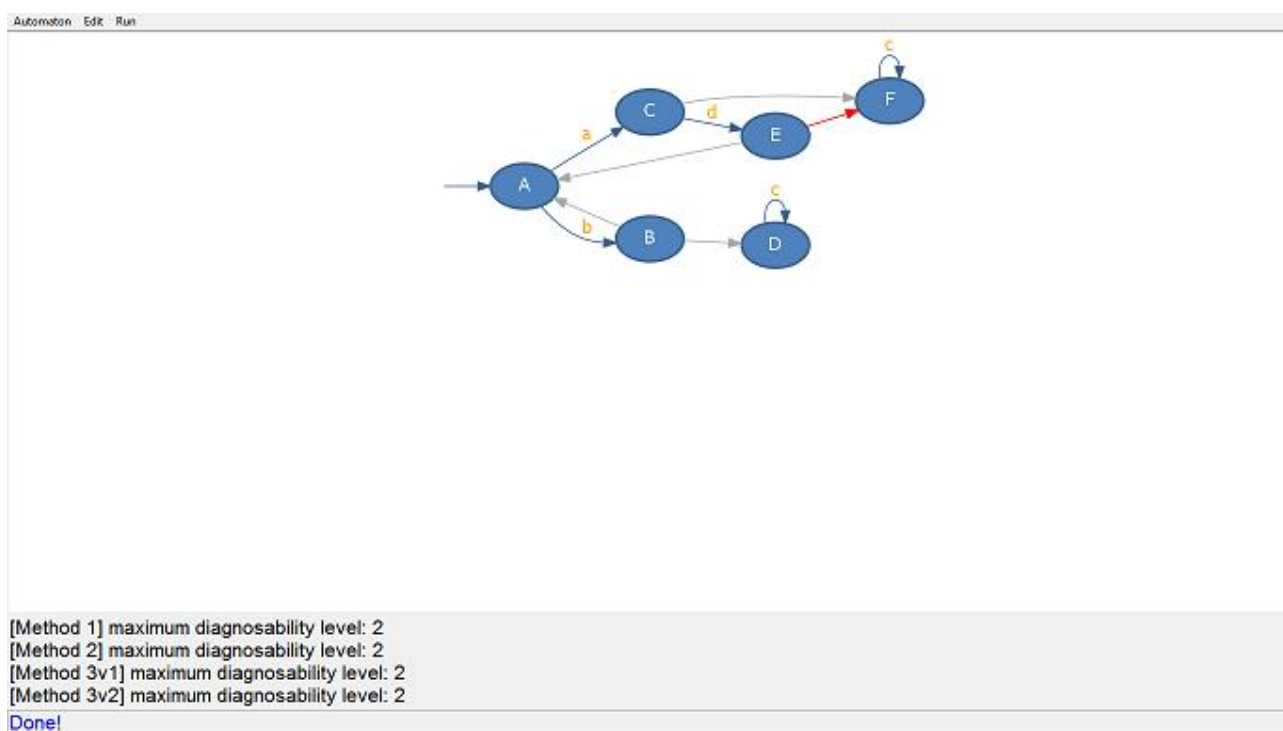 Automaton Edit Run
c
C
F
d
a
E
A
c
b
B
D
[Method 1] maximum diagnosability level: 2
[Method 2] maximum diagnosability level: 2
[Method 3v1] maximum diagnosability level: 2
[Method 3v2] maximum diagnosability level: 2
Done!